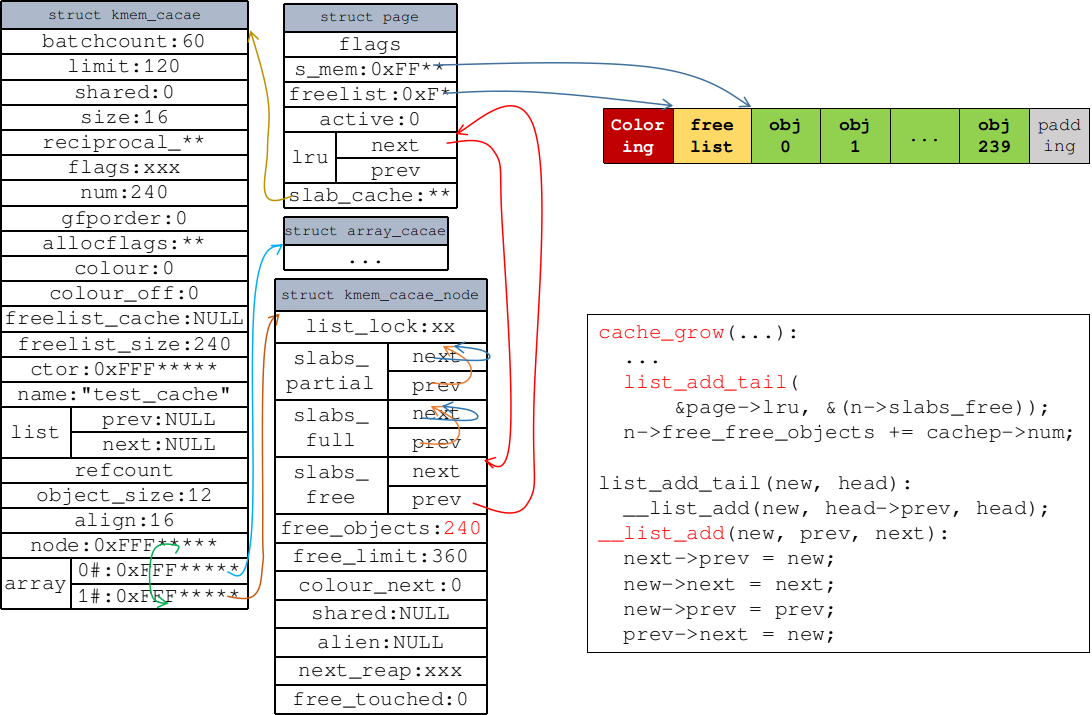 struct kmem_cacae
batchcount:60
limit:120
shared:0
size:16
reciprocal_**
flags:xxx
num:240
gfporder:0
allocflags:**
colour:0
colour_off:0
freelist_cache:NULL
freelist_size:240
ctor:0xFFF*****
name:"test_cache"
list
prev:NULL
next:NULL
refcount
object_size:12
align:16
node:0xFFF*****
array
0#:0xFFF*****
1#:0xFFF*****
struct page
flags
s_mem:0xFF**
freelist:0xF*
active:0
lru
next
prev
slab_cache:**
struct array_cacae
...
struct kmem_cacae_node
list_lock:xx
slabs_
partial
next
prev
slabs_
full
next
prev
slabs_
free
next
prev
free_objects:240
free_limit:360
colour_next:0
shared:NULL
alien:NULL
next_reap:xxx
free_touched:0
Color
ing
free
list
obj
0
obj
1
...
obj
239
padd
ing
cache_grow(...):
...
list_add_tail(
&page->lru, &(n->slabs_free));
n->free_free_objects += cachep->num;
list_add_tail(new, head):
__list_add(new, head->prev, head);
__list_add(new, prev, next):
next->prev = new;
new->next = next;
new->prev = prev;
prev->next = new;